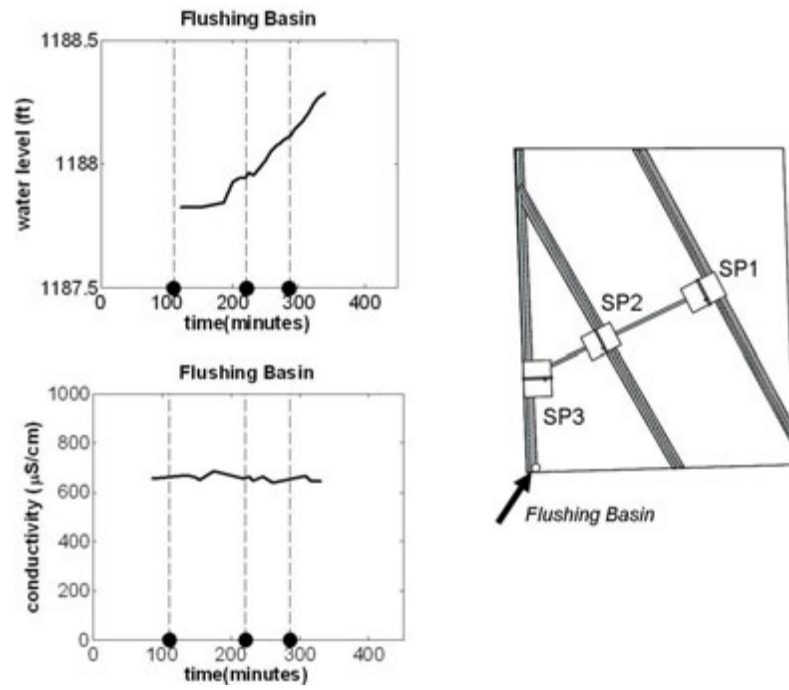 Flushing Basin
1188.5
1188
1187.5
water level (ft)
0 100 200 300 400
time(minutes)
Flushing Basin
1000
800
600
400
200
0
conductivity ( µS/cm)
0 100 200 300 400
time(minutes)
SP1
SP2
SP3
Flushing Basin